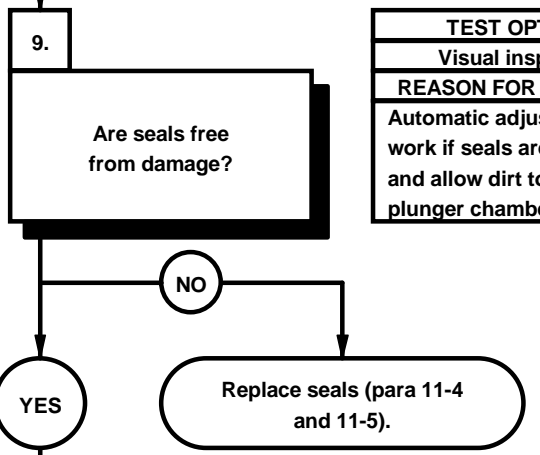 9.
Are seals free
from damage?
TEST OPT
Visual insp
REASON FOR
Automatic adjus
work if seals are
and allow dirt to
plunger chambe
NO
YES
Replace seals (para 11-4
and 11-5).